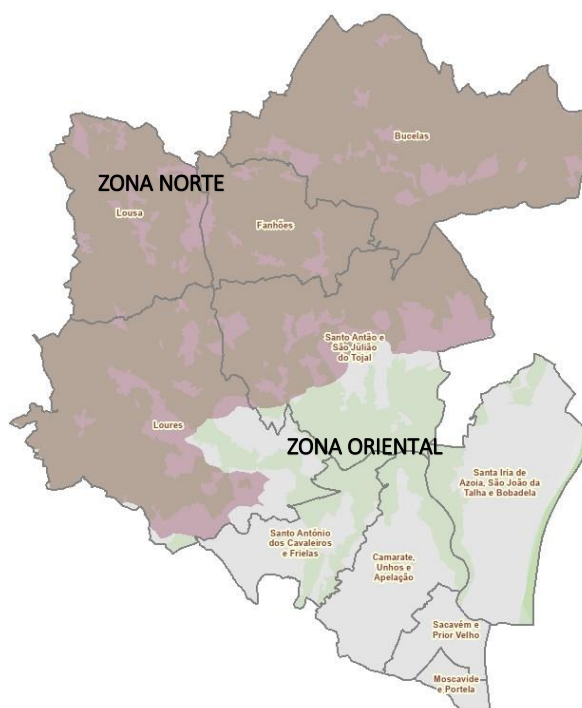 Bucelas
ZONA NORTE
Lousa
Fanhões
Santo Antão e
São Julião
do Tojal
Loures
ZONA ORIENTAL
Santa Iria de
Azoia, São João da
Talha e Bobadela
Santo António
dos Cavaleiros
e Frielas
Camarate,
Unhos e
Apelação
Sacavém e
Prior Velho
Moscavide
e Portela